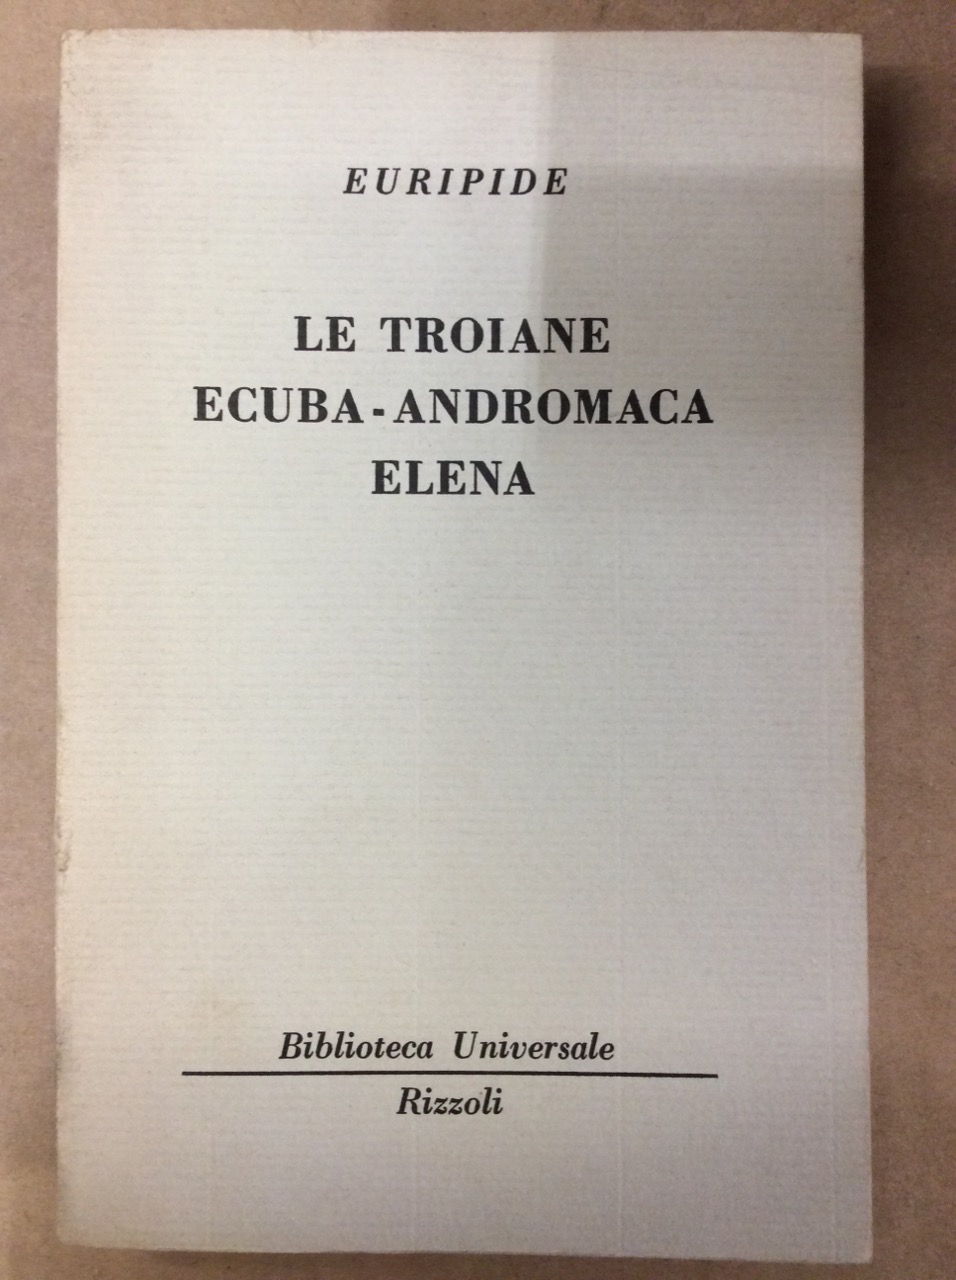 EURIPIDE
LE TROIANE
ECUBA - ANDROMACA
ELENA
Biblioteca Universale
Rizzoli